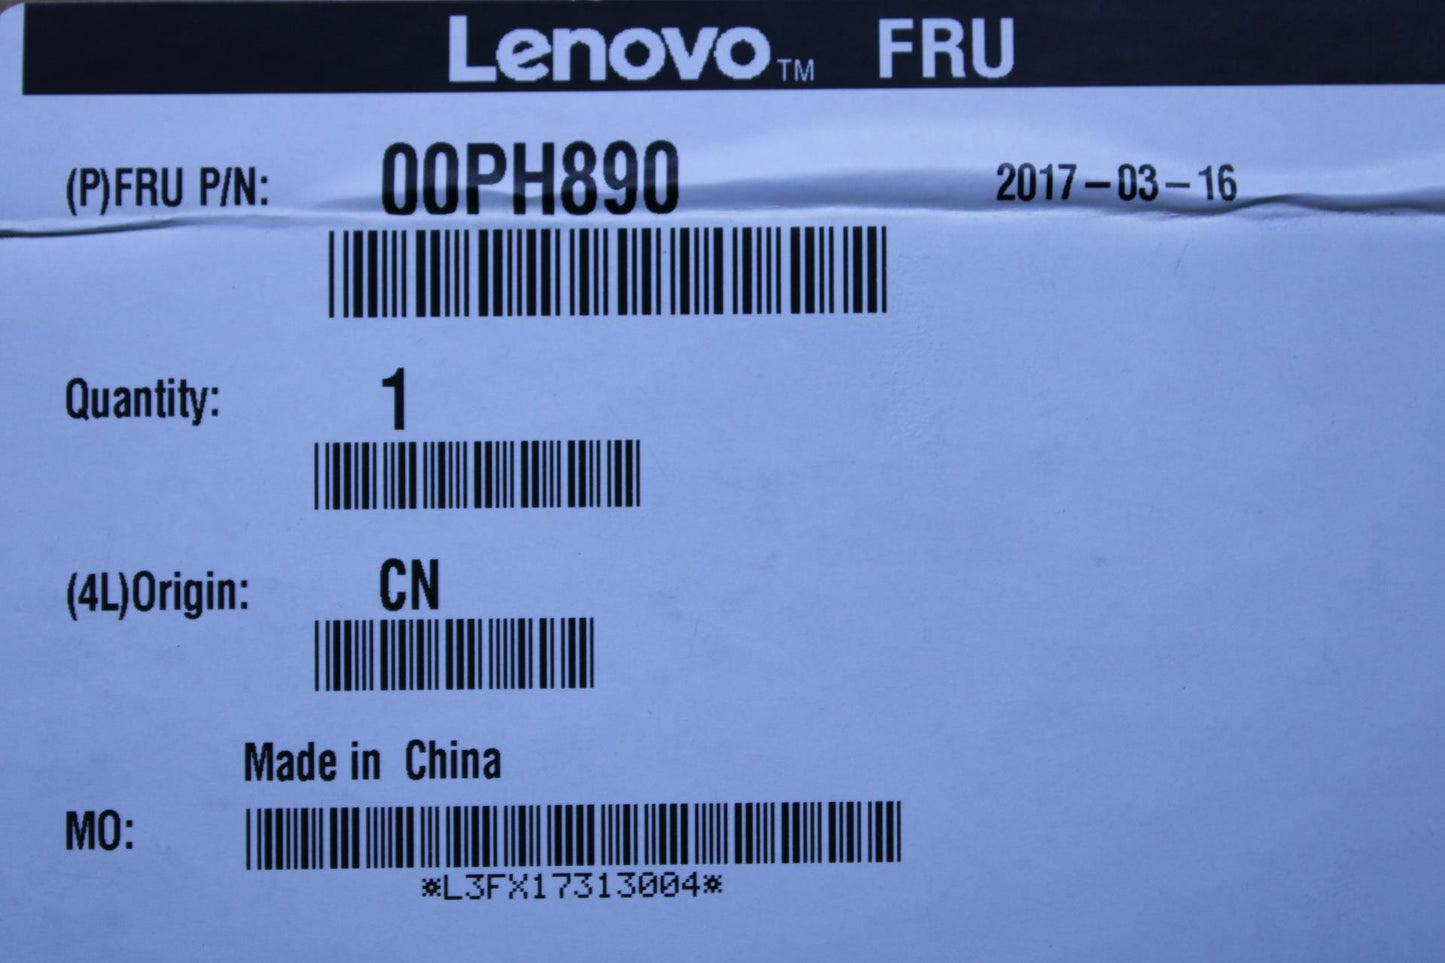 Lenovo™ FRU
(P)FRU P/N: 00PH890 2017-03-16
Quantity: 1
(4L)Origin: CN
Made in China
MO:
*L3FX17313004*